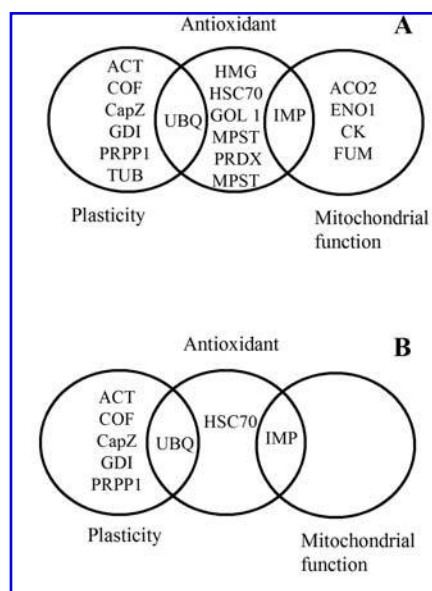 Antioxidant
A
ACT
COF
CapZ
GDI
PRPP1
TUB
UBQ
HMG
HSC70
GOL 1
MPST
PRDX
MPST
IMP
ACO2
ENO1
CK
FUM
Plasticity
Mitochondrial
function
Antioxidant
B
ACT
COF
CapZ
GDI
PRPP1
UBQ
HSC70
IMP
Plasticity
Mitochondrial
function